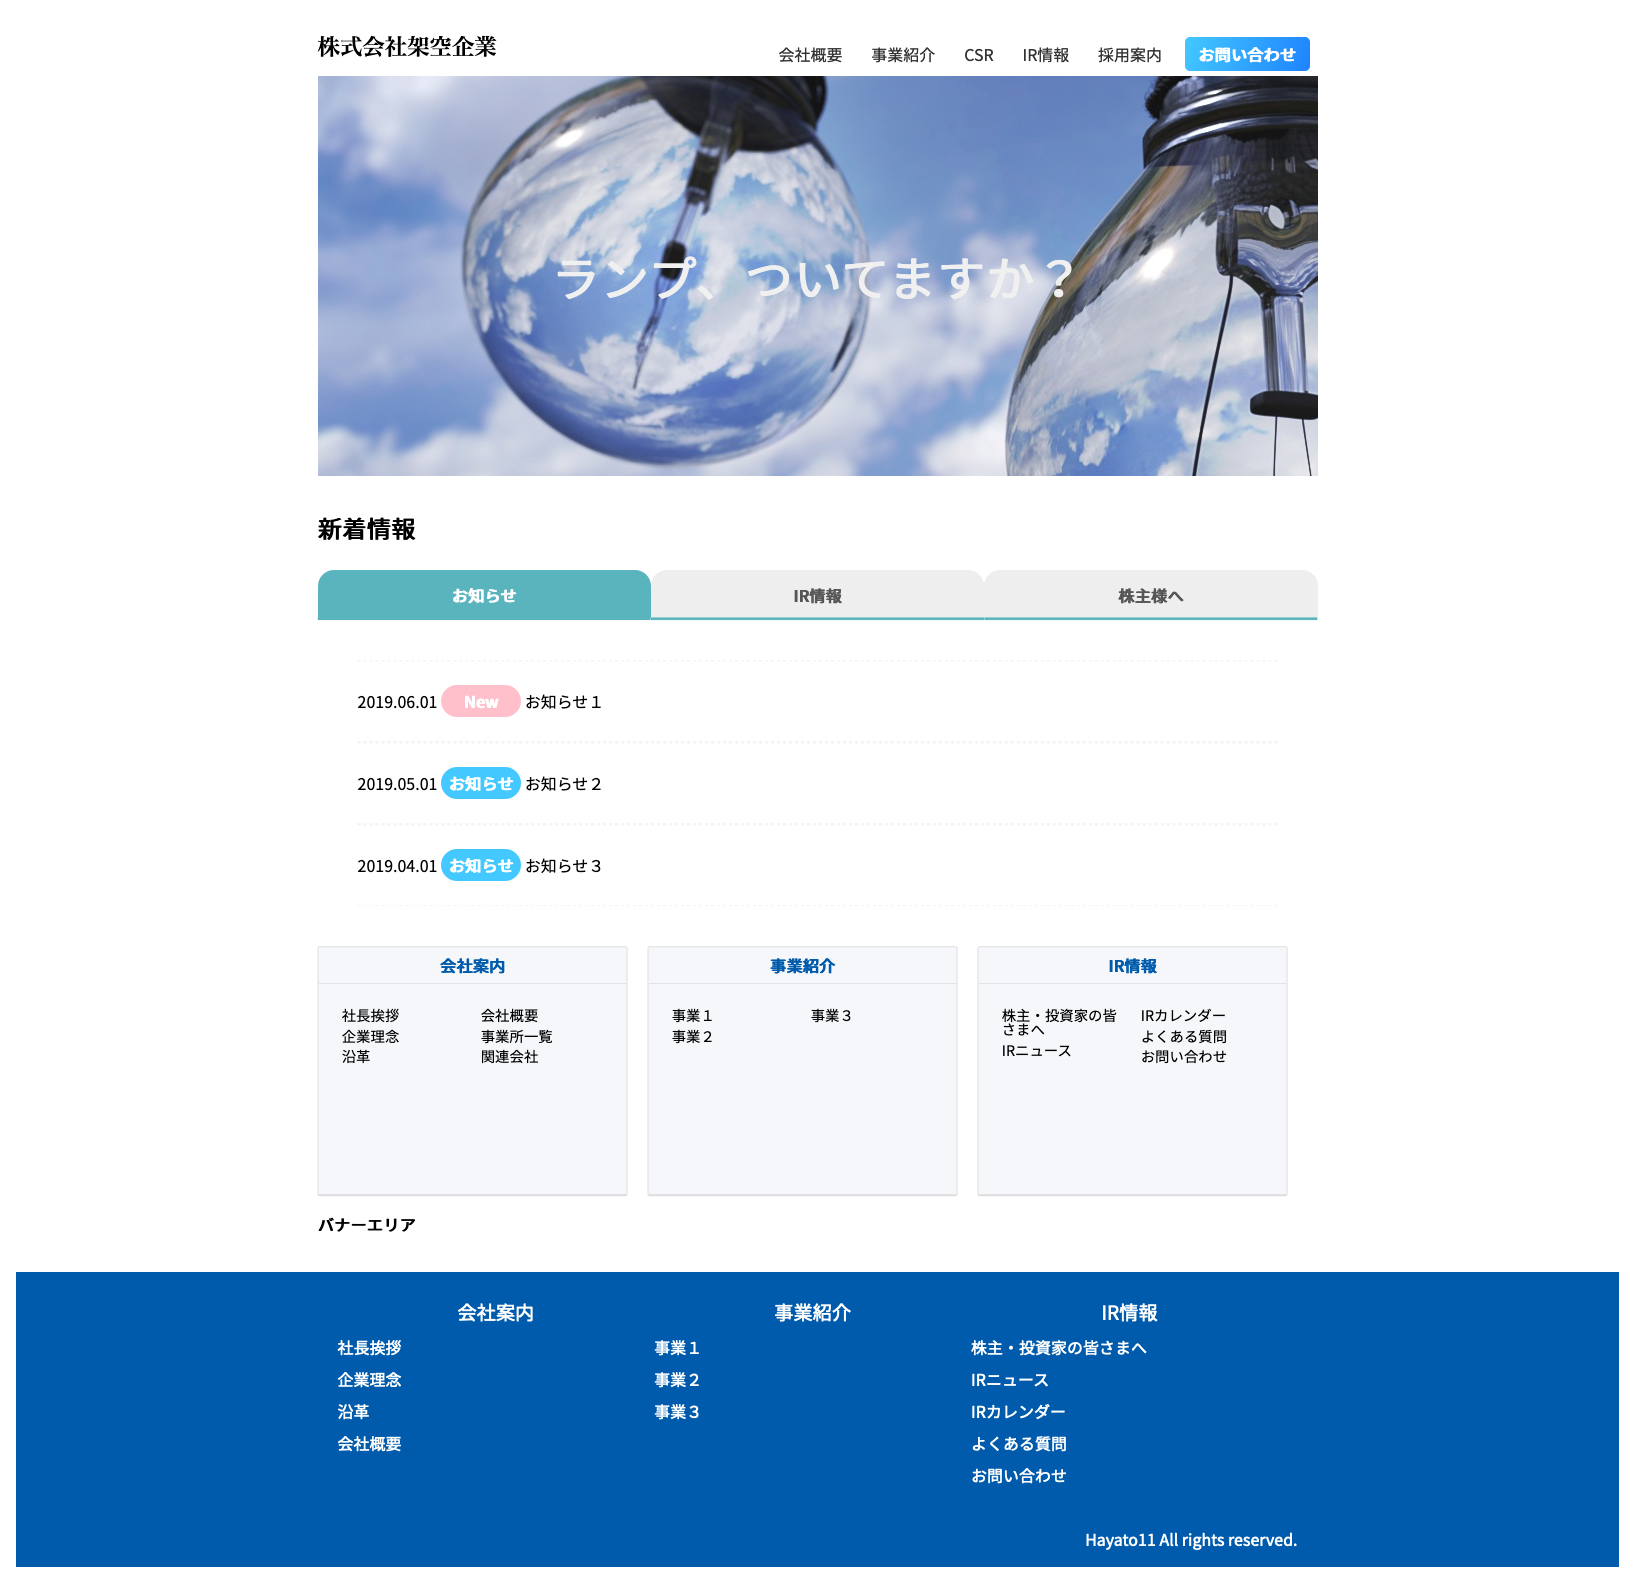 株式会社架空企業
会社概要 事業紹介 CSR IR情報 採用案内 お問い合わせ
ランプ、ついてますか？
新着情報
お知らせ IR情報 株主様へ
2019.06.01 New お知らせ１
2019.05.01 お知らせ お知らせ２
2019.04.01 お知らせ お知らせ３
会社案内
社長挨拶 会社概要
企業理念 事業所一覧
沿革 関連会社
事業紹介
事業１ 事業３
事業２
IR情報
株主・投資家の皆
さまへ
IRニュース
IRカレンダー
よくある質問
お問い合わせ
バナーエリア
会社案内
社長挨拶
企業理念
沿革
会社概要
事業紹介
事業１
事業２
事業３
IR情報
株主・投資家の皆さまへ
IRニュース
IRカレンダー
よくある質問
お問い合わせ
Hayato11 All rights reserved.